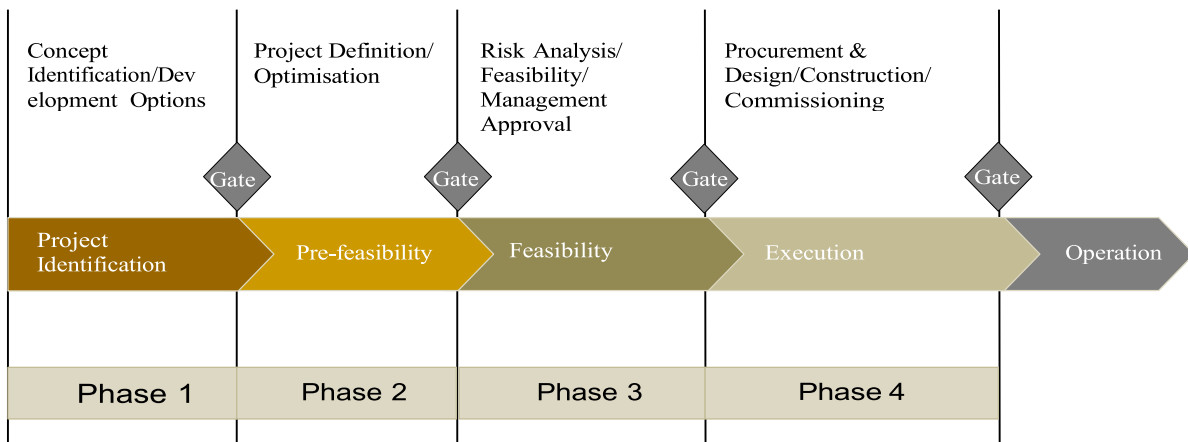 Concept
Identification/Dev
elopment Options
Project Definition/
Optimisation
Risk Analysis/
Feasibility/
Management
Approval
Procurement &
Design/Construction/
Commissioning
Gate
Gate
Gate
Gate
Project
Identification
Pre-feasibility
Feasibility
Execution
Operation
Phase 1
Phase 2
Phase 3
Phase 4